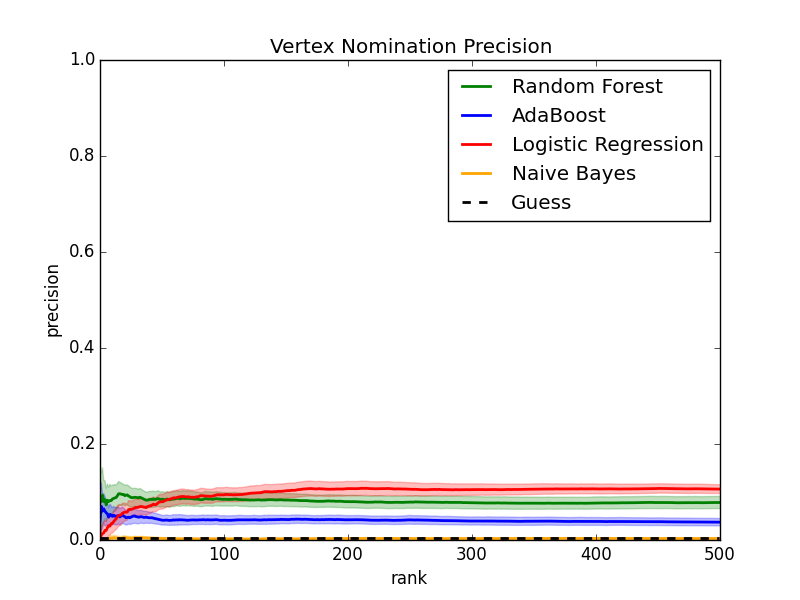 Vertex Nomination Precision
1.0
0.8
0.6
0.4
0.2
0.0
precision
Random Forest
AdaBoost
Logistic Regression
Naive Bayes
Guess
0
100
200
300
400
500
rank